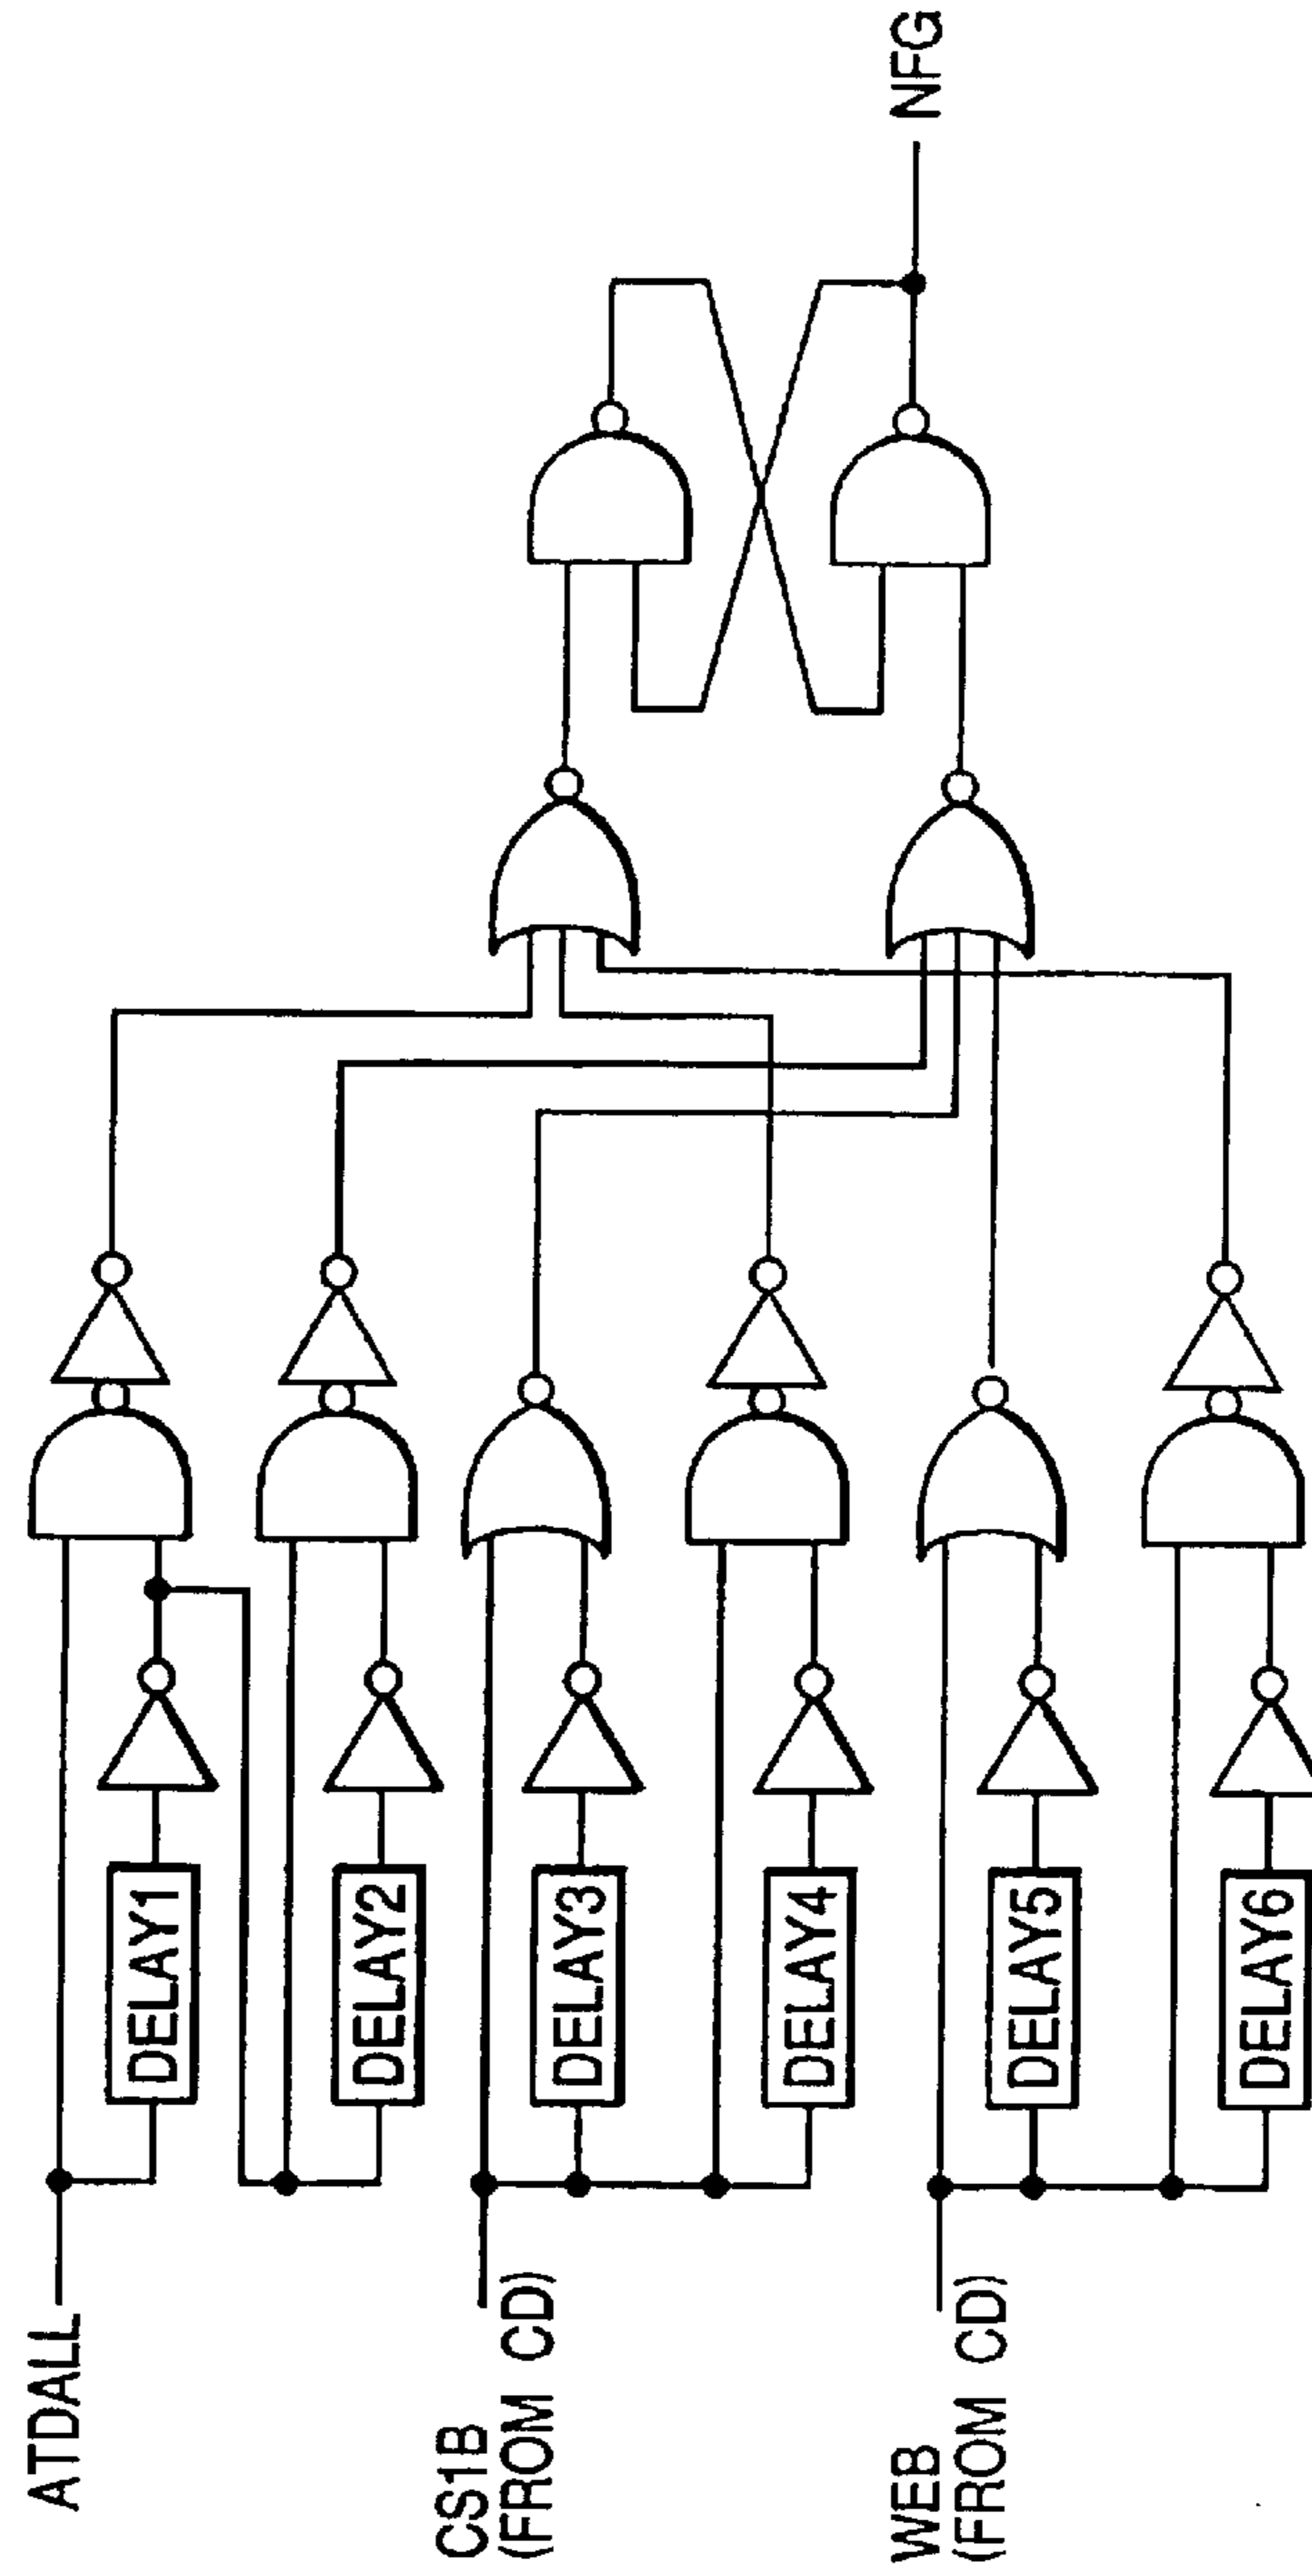 ATDALL
DELAY1
DELAY2
CS1B
(FROM CD)
DELAY3
DELAY4
WEB
(FROM CD)
DELAY5
DELAY6
NFG